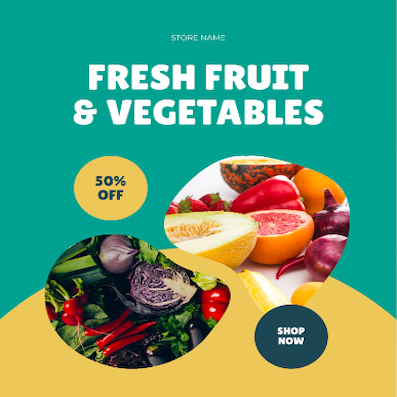 STORE NAME
FRESH FRUIT
& VEGETABLES
50%
OFF
SHOP
NOW